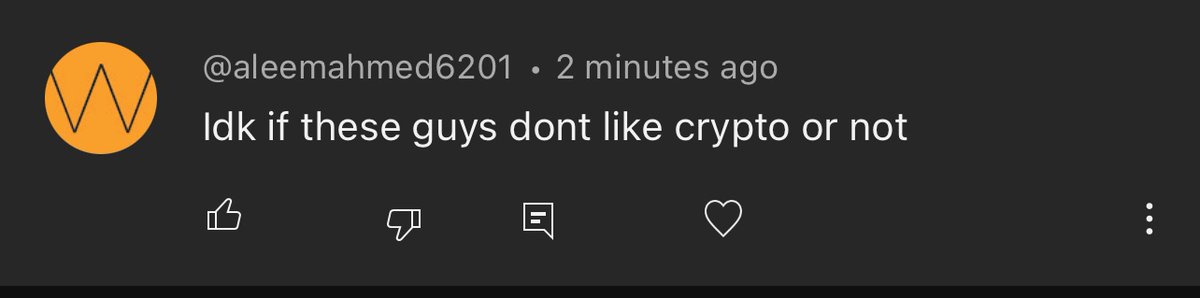 @aleemahmed6201 • 2 minutes ago
Idk if these guys dont like crypto or not